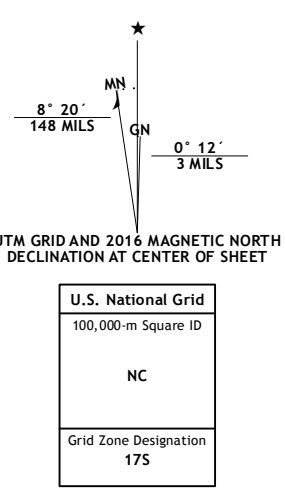 MN
8° 20´
148 MILS
GN
0° 12´
3 MILS
UTM GRID AND 2016 MAGNETIC NORTH
DECLINATION AT CENTER OF SHEET
U.S. National Grid
100,000-m Square ID
NC
Grid Zone Designation
17S